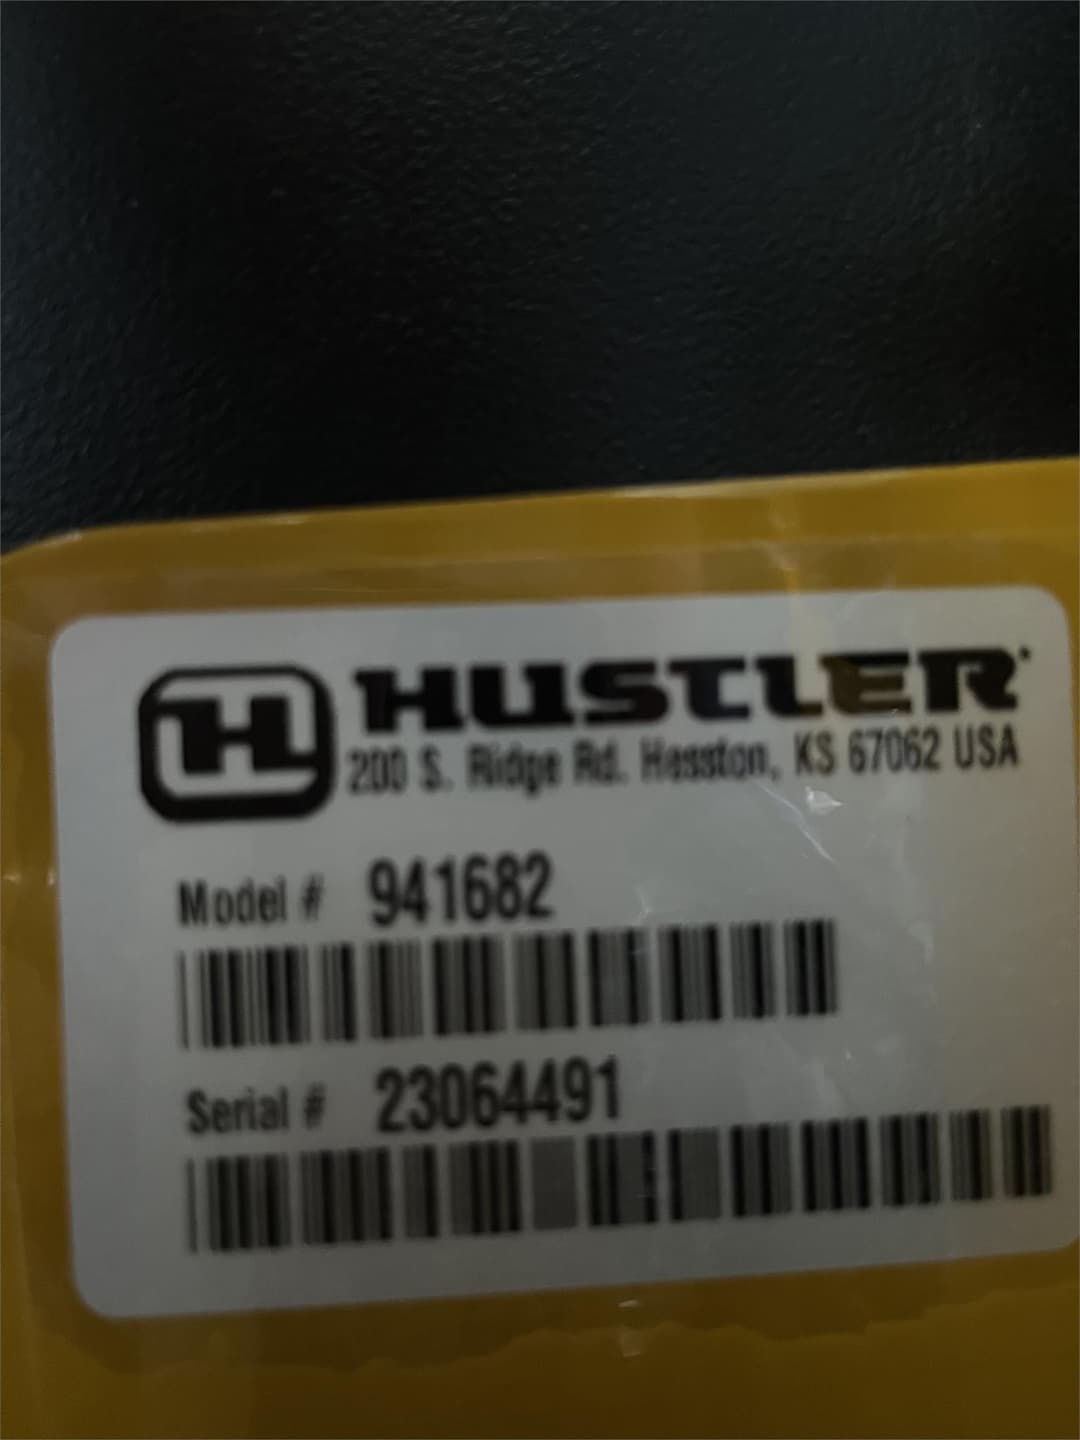 H HUSTLER
200 S. Ridge Rd. Hesston, KS 67062 USA
Model # 941682
Serial # 23064491